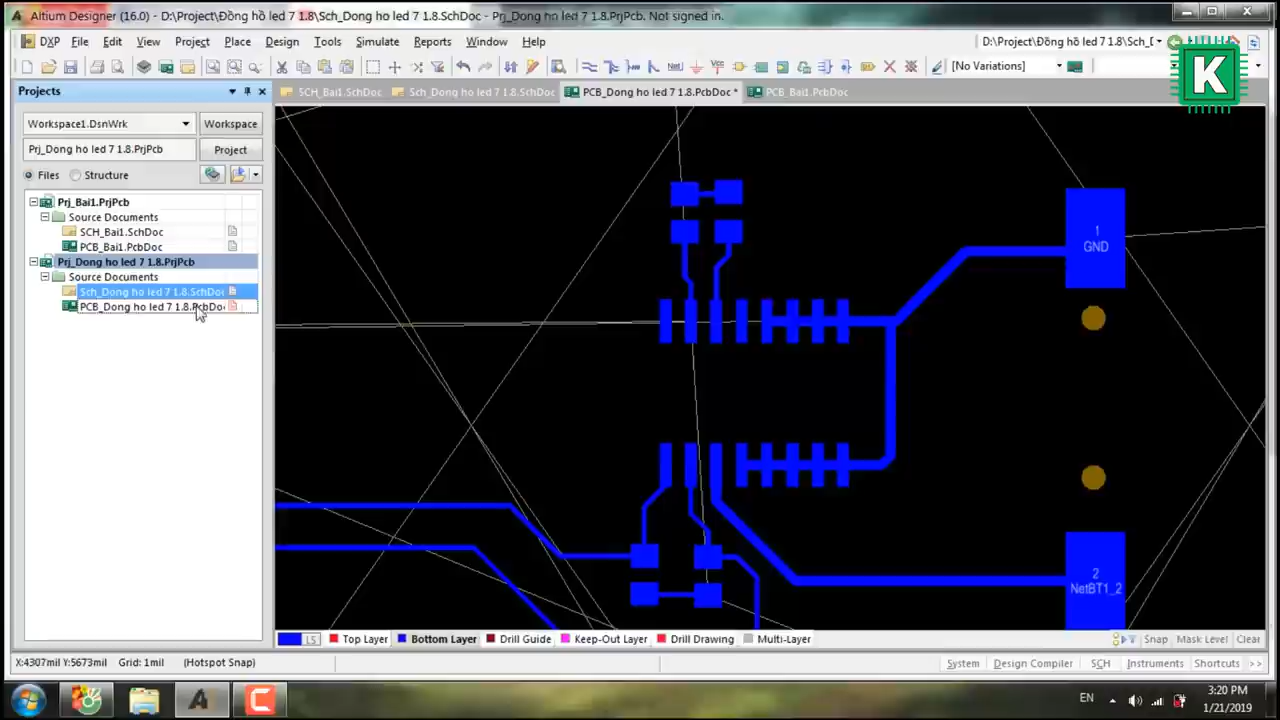 Altium Designer (16.0) - D:\Project\Đồng hồ led 7 1.8\Sch_Dong ho led 7 1.8.SchDoc - Prj_Dong ho led 7 1.8.PrjPcb. Not signed in.
DXP File Edit View Project Place Design Tools Simulate Reports Window Help D:\Project\Đồng hồ led 7 1.8\Sch_D
[No Variations]
K
Projects
SCH_Bai1.SchDoc Sch_Dong ho led 7 1.8.SchDoc PCB_Dong ho led 7 1.8.PcbDoc * PCB_Bai1.PcbDoc
Workspace1.DsnWrk Workspace
Prj_Dong ho led 7 1.8.PrjPcb Project
Files Structure
Prj_Bai1.PrjPcb
Source Documents
SCH_Bai1.SchDoc
PCB_Bai1.PcbDoc
Prj_Dong ho led 7 1.8.PrjPcb
Source Documents
Sch_Dong ho led 7 1.8.SchDoc
PCB_Dong ho led 7 1.8.PcbDoc
1
GND
2
NetBT1_2
LS Top Layer Bottom Layer Drill Guide Keep-Out Layer Drill Drawing Multi-Layer Snap Mask Level Clear
X:4307mil Y:5673mil Grid: 1mil (Hotspot Snap) System Design Compiler SCH Instruments Shortcuts >>
EN
3:20 PM
1/21/2019